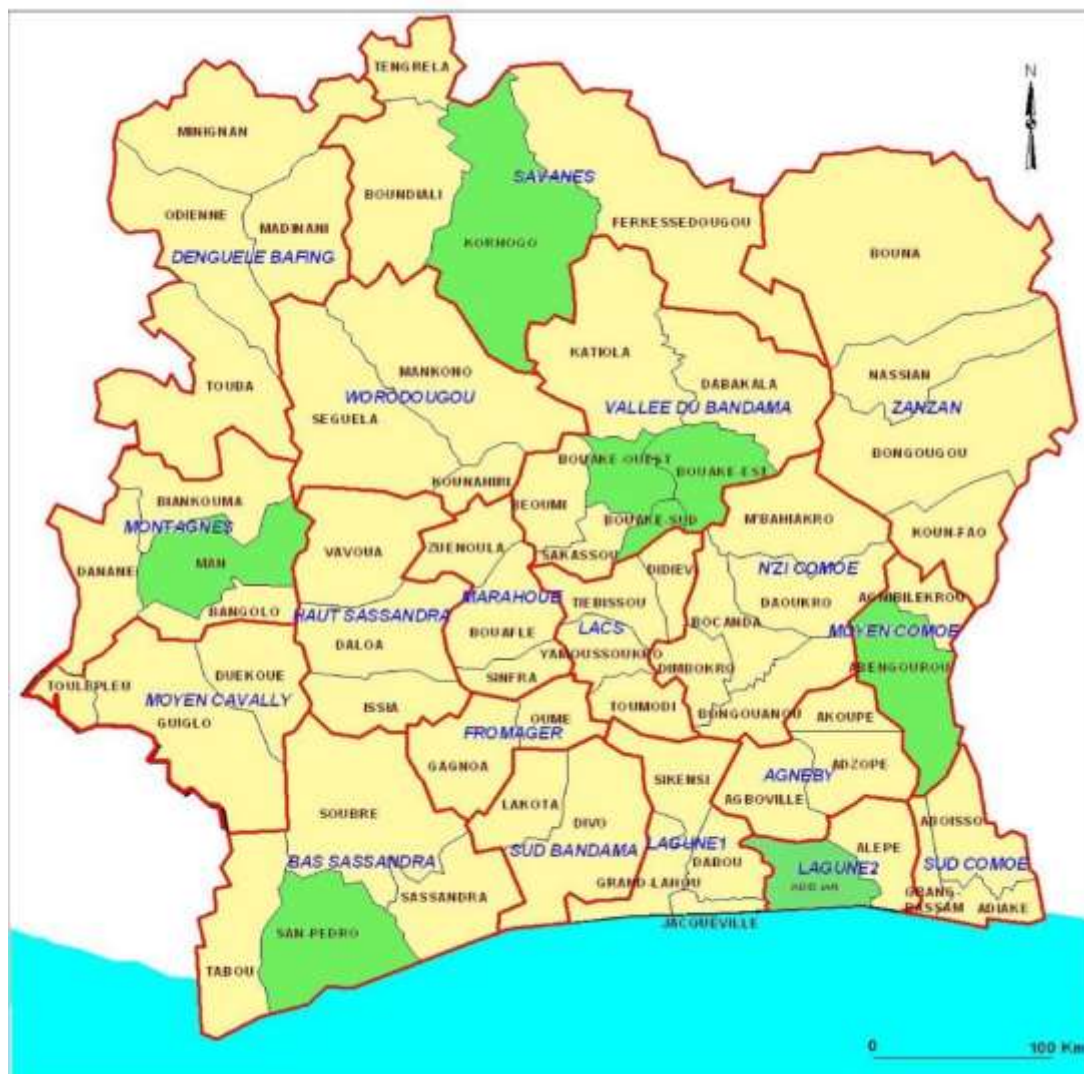 N
TENGRELA
MINIGNAN
BOUNDIALI
SAVANES
ODIENNE
MADINANI
FERKESSEDOUGOU
KORHOGO
BOUNA
DENGUELE BAFING
KATIOLA
TOUBA
MANKONO
DABAKALA
NASSIAN
WORODOUGOU
VALLEE DU BANDAMA
ZANZAN
SEGUELA
BONGOUGOU
BOUAKE-OUEST
BOUAKE-EST
KOUNAHIRI
BIANKOUMA
BEOUMI
MONTAGNES
BOUAKE-SUD
M'BAHIAKRO
KOUN-FAO
VAVOUA
ZUENOULA
SAKASSOU
MAN
DANANE
DIDIEV
N'ZI COMOE
MARAHOUE
TIEBISSOU
DAOUKRO
AGNIBILEKROU
BANGOLO
HAUT SASSANDRA
BOCANDA
LACS
MOYEN COMOE
BOUAFLE
DALOA
YAMOUSSOUKRO
ABENGOUROU
DIMBOKRO
DUEKOUE
SINFRA
TOULEPLEU
MOYEN CAVALLY
ISSIA
TOUMODI
BONGOUANOU
AKOUPE
GUIGLO
OUME
FROMAGER
GAGNOA
ADZOPE
SIKENSI
AGNEBY
LAKOTA
AGBOVILLE
SOUBRE
DIVO
ABOISSO
LAGUNE1
ALEPE
BAS SASSANDRA
SUD BANDAMA
DABOU
LAGUNE2
SUD COMOE
GRAND-LAHOU
SASSANDRA
GRAND-
BASSAM
ADIAKE
JACQUEVILLE
SAN-PEDRO
TABOU
0
100 Km